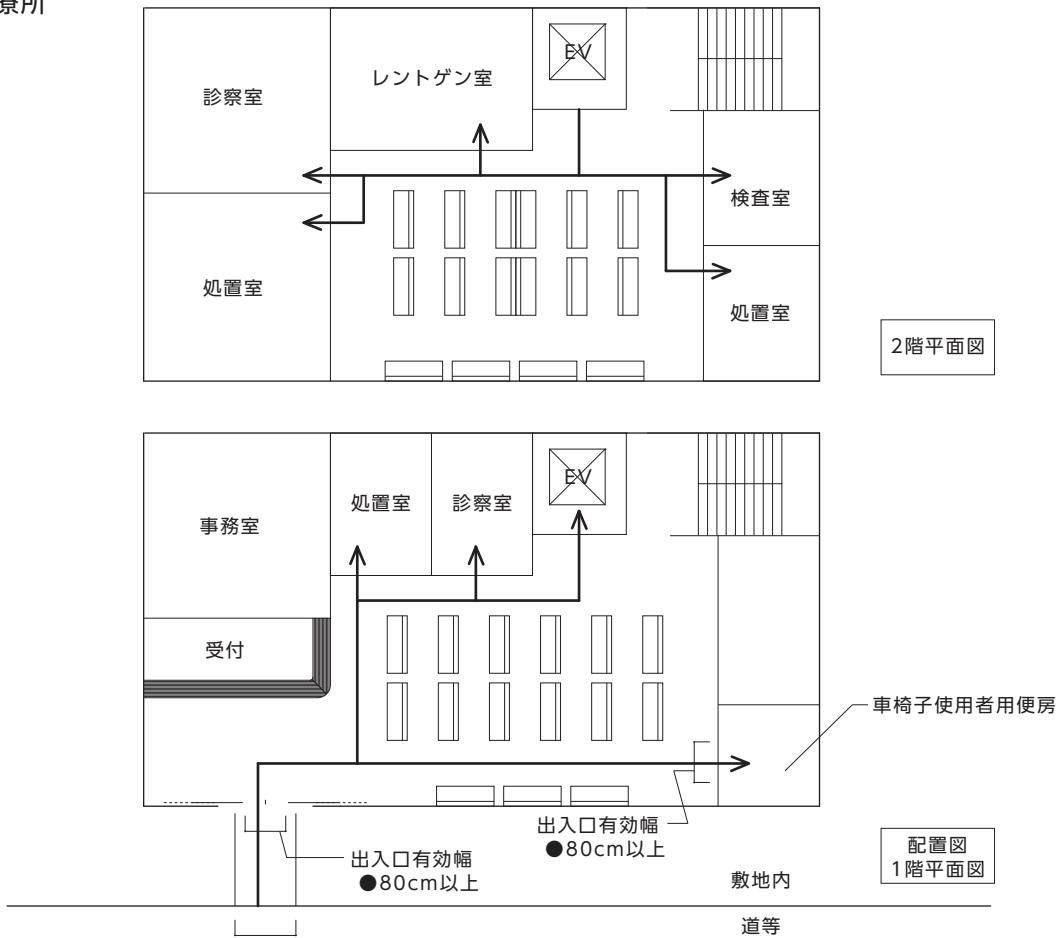 療所
診察室
レントゲン室
EV
検査室
処置室
処置室
2階平面図
事務室
処置室
診察室
EV
受付
車椅子使用者用便房
出入口有効幅
●80cm以上
出入口有効幅
●80cm以上
配置図
1階平面図
敷地内
道等